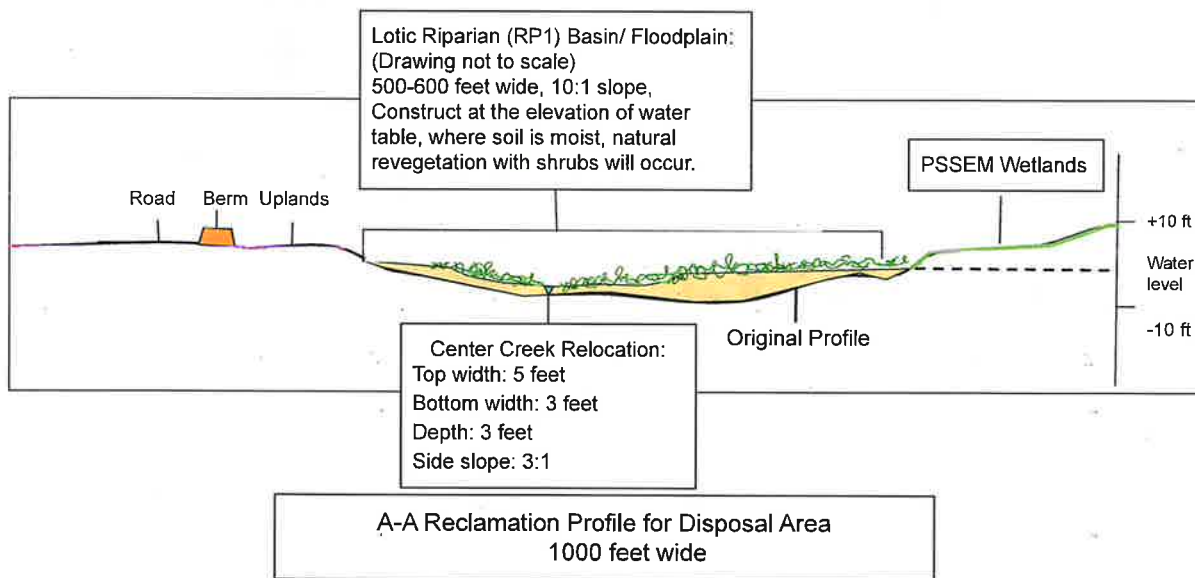 Lotic Riparian (RP1) Basin/ Floodplain:
(Drawing not to scale)
500-600 feet wide, 10:1 slope,
Construct at the elevation of water
table, where soil is moist, natural
revegetation with shrubs will occur.
PSSEM Wetlands
Road
Berm
Uplands
+10 ft
Water
level
-10 ft
Original Profile
Center Creek Relocation:
Top width: 5 feet
Bottom width: 3 feet
Depth: 3 feet
Side slope: 3:1
A-A Reclamation Profile for Disposal Area
1000 feet wide